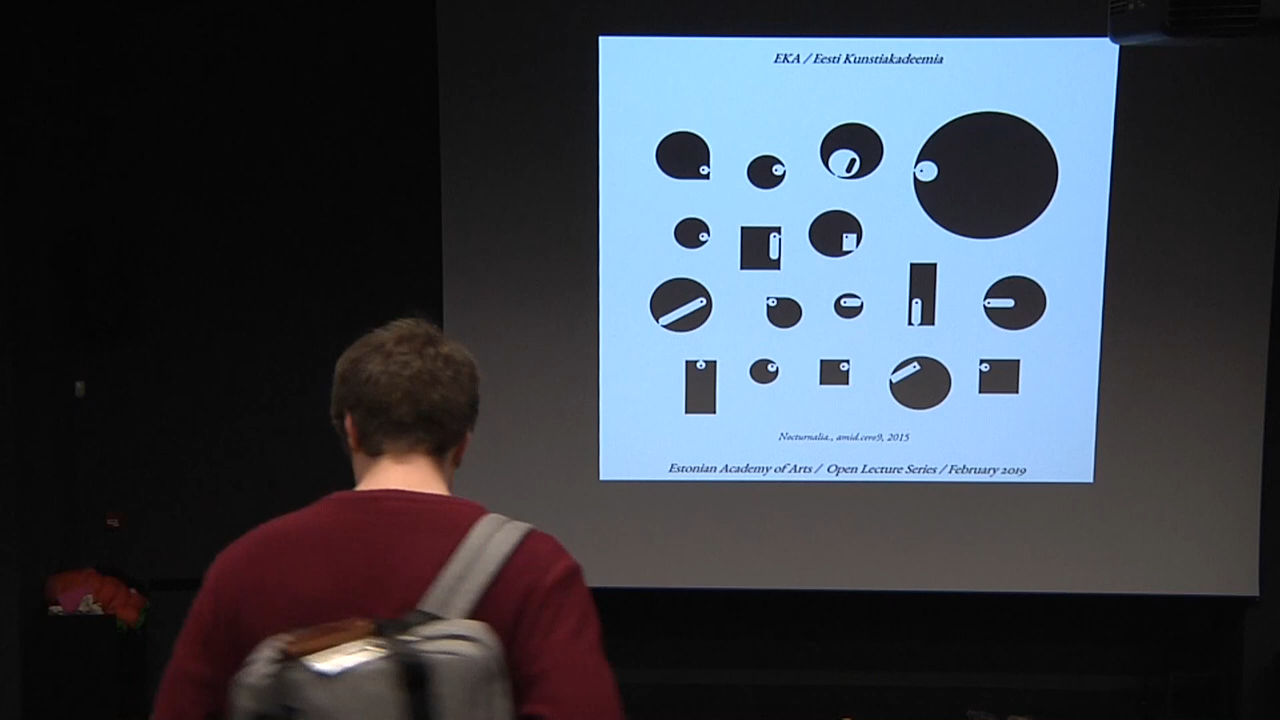 EKA / Eesti Kunstiakadeemia
Nocturnalia., amid.cero9, 2015
Estonian Academy of Arts / Open Lecture Series / February 2019